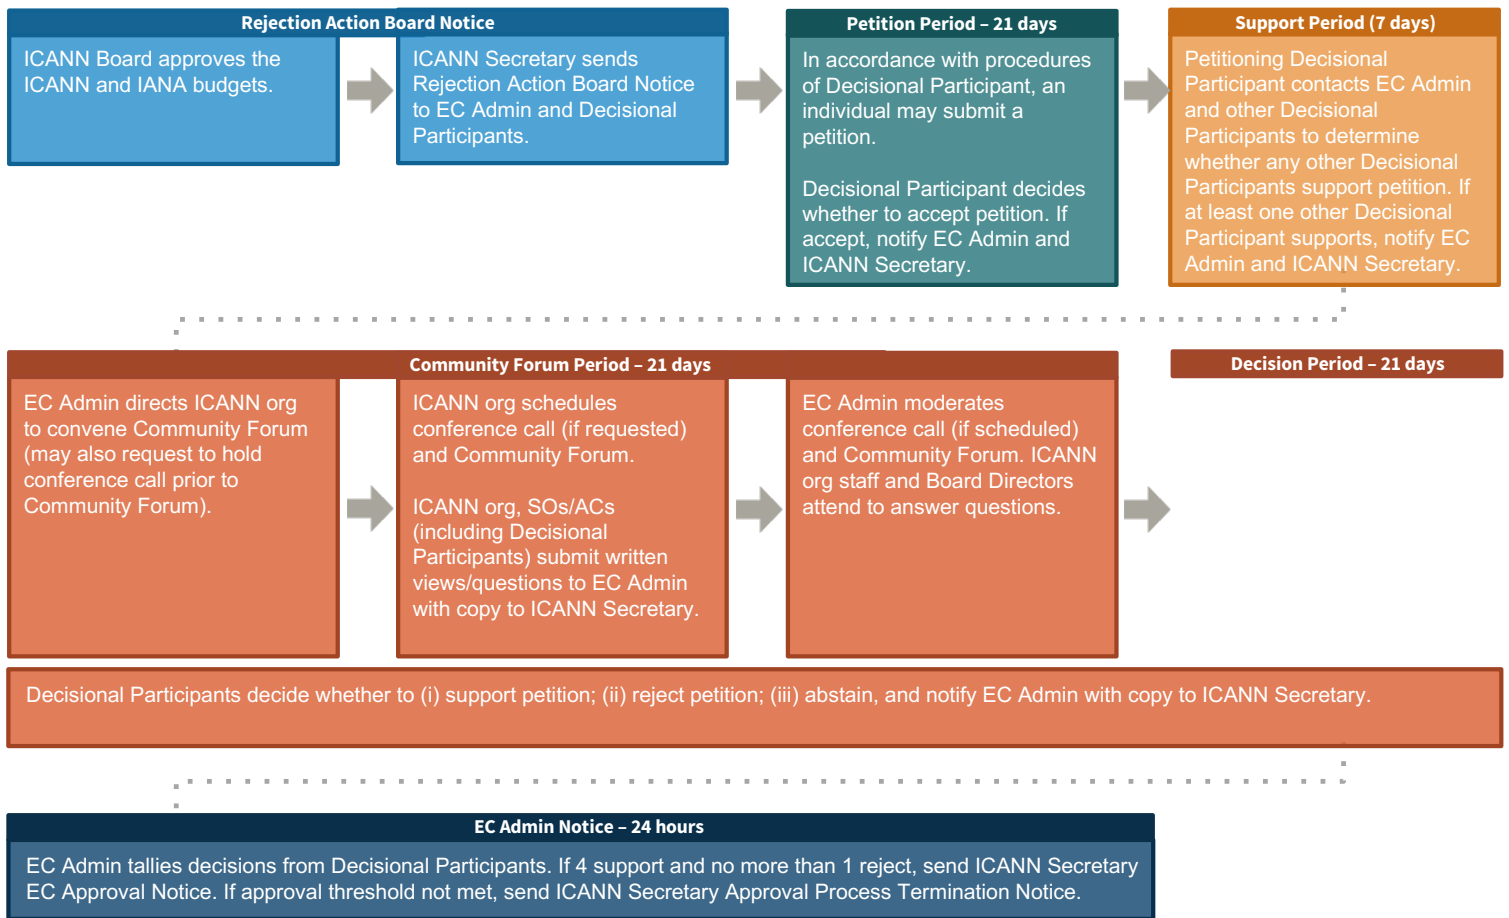 Rejection Action Board Notice
ICANN Board approves the
ICANN and IANA budgets.
ICANN Secretary sends
Rejection Action Board Notice
to EC Admin and Decisional
Participants.
Petition Period – 21 days
In accordance with procedures
of Decisional Participant, an
individual may submit a
petition.
Decisional Participant decides
whether to accept petition. If
accept, notify EC Admin and
ICANN Secretary.
Support Period (7 days)
Petitioning Decisional
Participant contacts EC Admin
and other Decisional
Participants to determine
whether any other Decisional
Participants support petition. If
at least one other Decisional
Participant supports, notify EC
Admin and ICANN Secretary.
Community Forum Period – 21 days
EC Admin directs ICANN org
to convene Community Forum
(may also request to hold
conference call prior to
Community Forum).
ICANN org schedules
conference call (if requested)
and Community Forum.
ICANN org, SOs/ACs
(including Decisional
Participants) submit written
views/questions to EC Admin
with copy to ICANN Secretary.
EC Admin moderates
conference call (if scheduled)
and Community Forum. ICANN
org staff and Board Directors
attend to answer questions.
Decision Period – 21 days
Decisional Participants decide whether to (i) support petition; (ii) reject petition; (iii) abstain, and notify EC Admin with copy to ICANN Secretary.
EC Admin Notice – 24 hours
EC Admin tallies decisions from Decisional Participants. If 4 support and no more than 1 reject, send ICANN Secretary
EC Approval Notice. If approval threshold not met, send ICANN Secretary Approval Process Termination Notice.